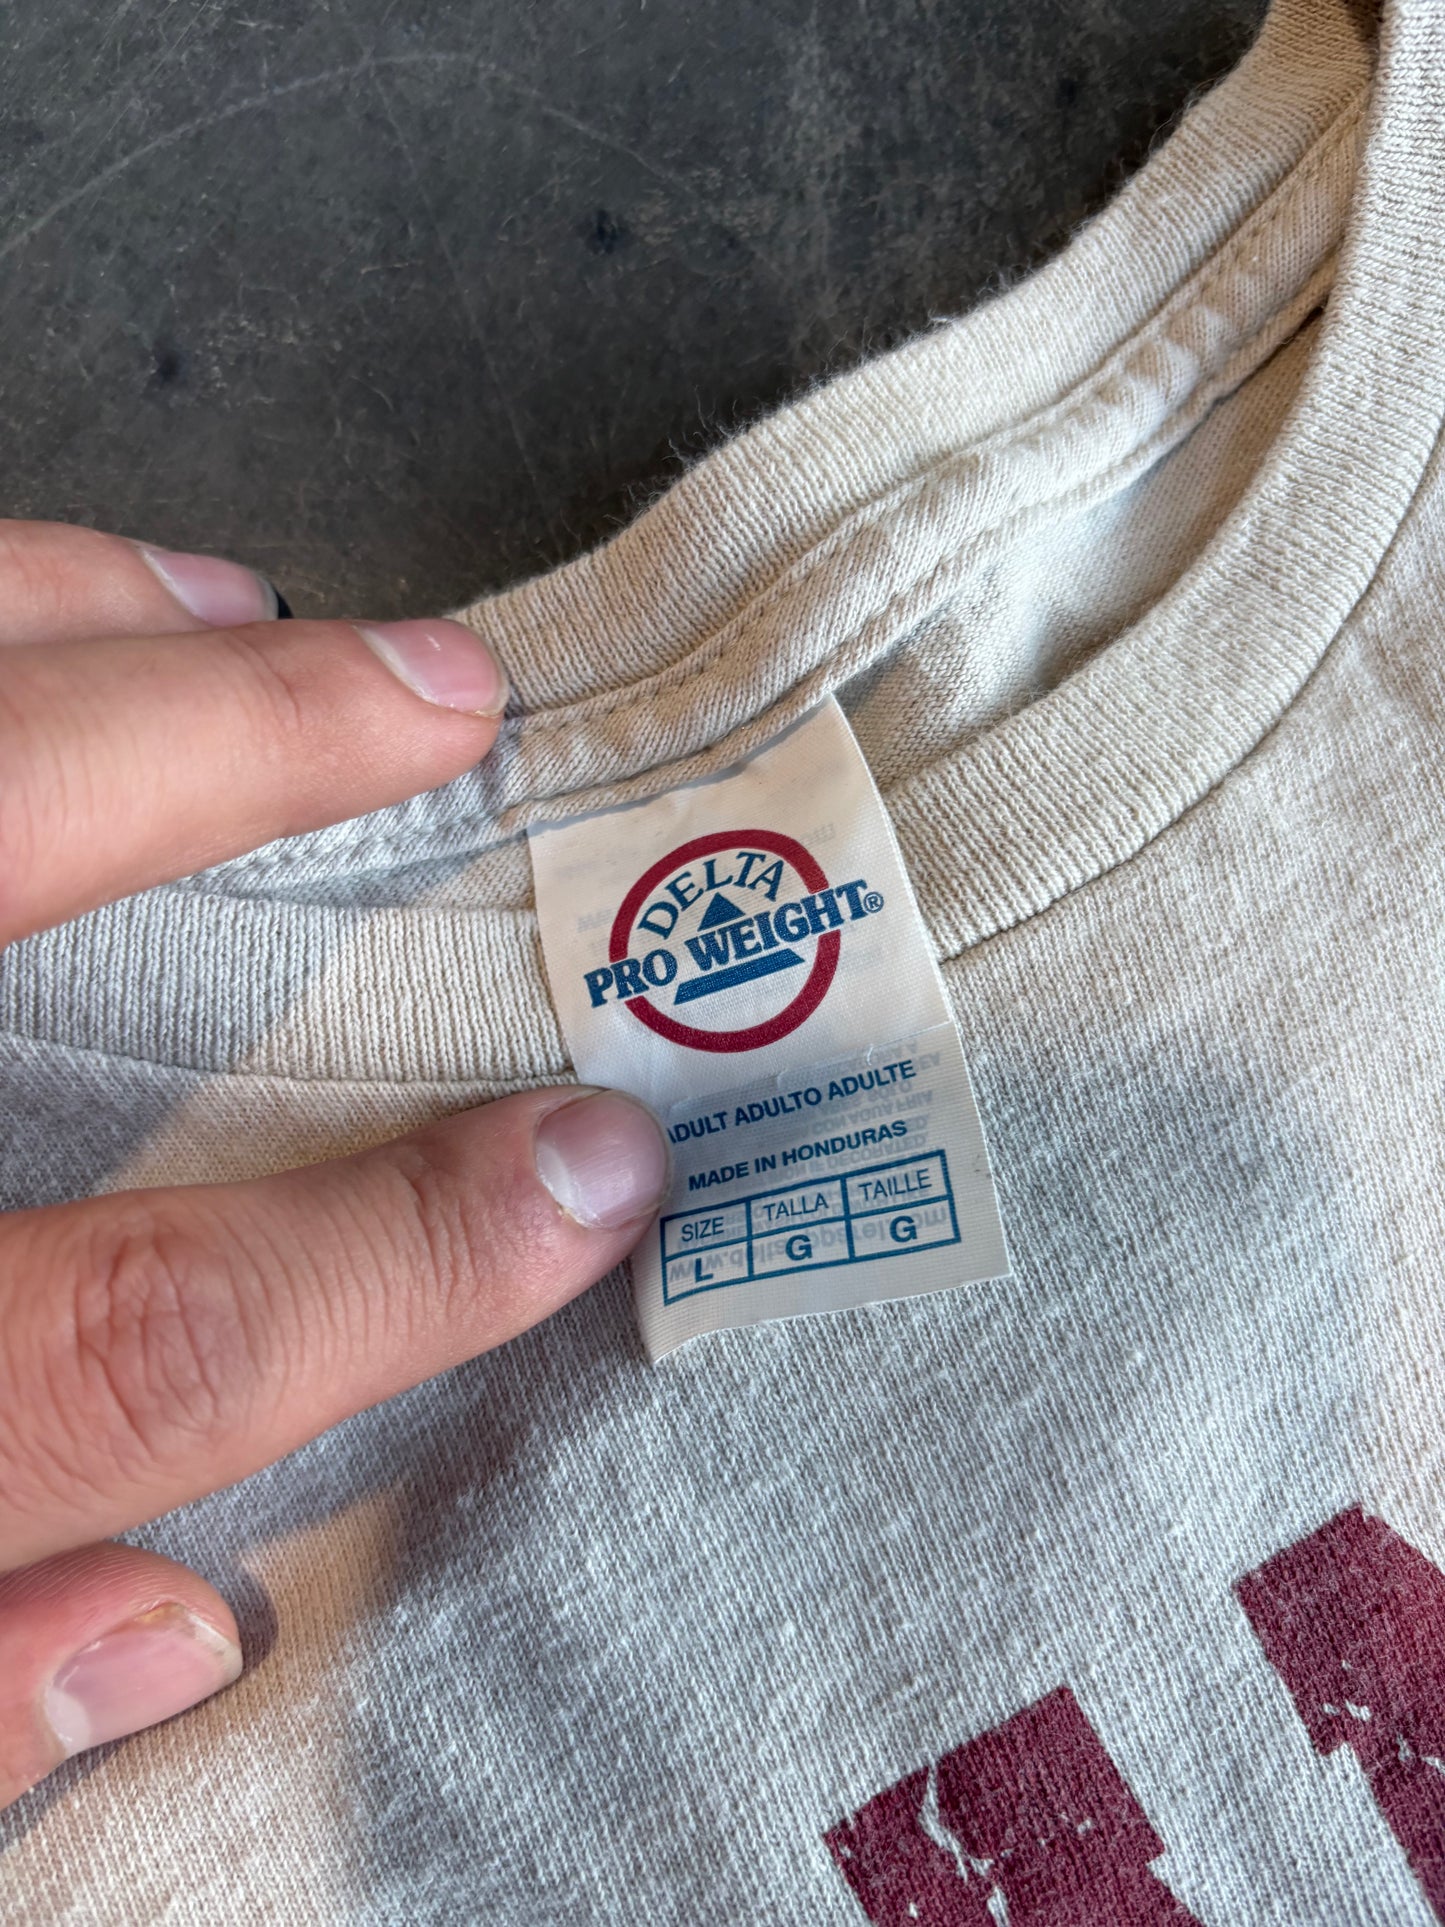 DELTA
PRO WEIGHT®
ADULT ADULTO ADULTE
MADE IN HONDURAS
SIZE TALLA TAILLE
L G G